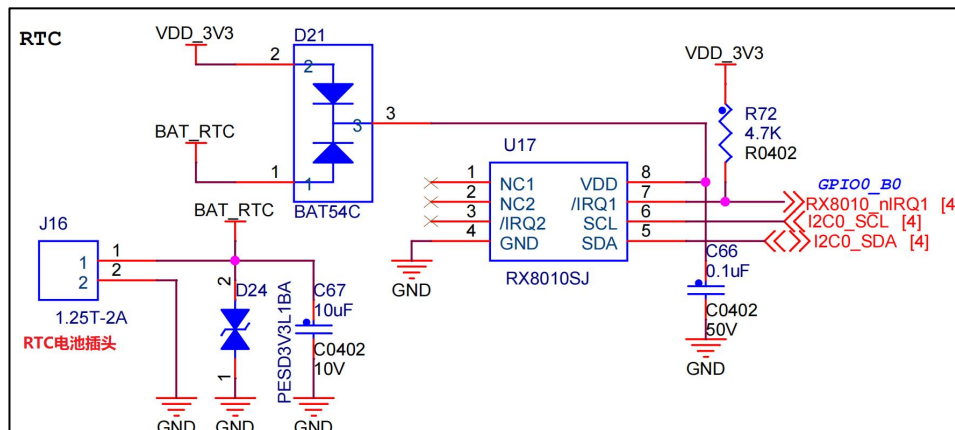 RTC
VDD_3V3
D21
2
2
3
3
BAT_RTC
1
1
BAT54C
VDD_3V3
R72
4.7K
R0402
U17
1
NC1
VDD
8
2
NC2
/IRQ1
7
3
/IRQ2
SCL
6
4
GND
SDA
5
RX8010SJ
GND
GPIO0_B0
RX8010_nIRQ1 [4
I2C0_SCL [4]
I2C0_SDA [4]
C66
0.1uF
C0402
50V
GND
BAT_RTC
J16
1
1
2
2
1.25T-2A
RTC电池插头
GND
2
D24
1
PESD3V3L1BA
GND
C67
10uF
C0402
10V
GND